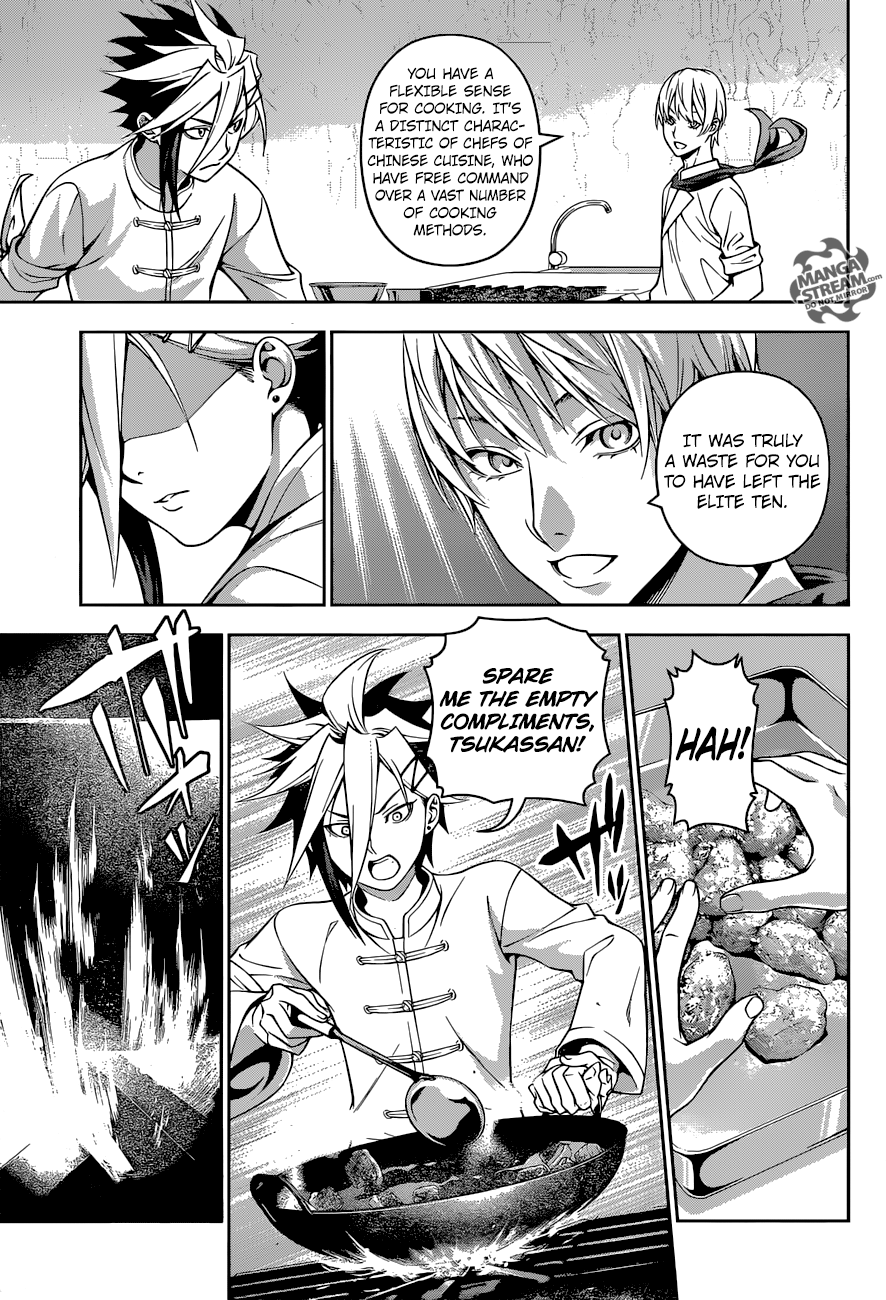 YOU HAVE A
FLEXIBLE SENSE
FOR COOKING. IT'S
A DISTINCT CHARAC-
TERISTIC OF CHEFS OF
CHINESE CUISINE, WHO
HAVE FREE COMMAND
OVER A VAST NUMBER
OF COOKING
METHODS.
MANGA
STREAM.com
DO NOT MIRROR
IT WAS TRULY
A WASTE FOR YOU
TO HAVE LEFT THE
ELITE TEN.
HAH!
SPARE
ME THE EMPTY
COMPLIMENTS,
TSUKASSAN!